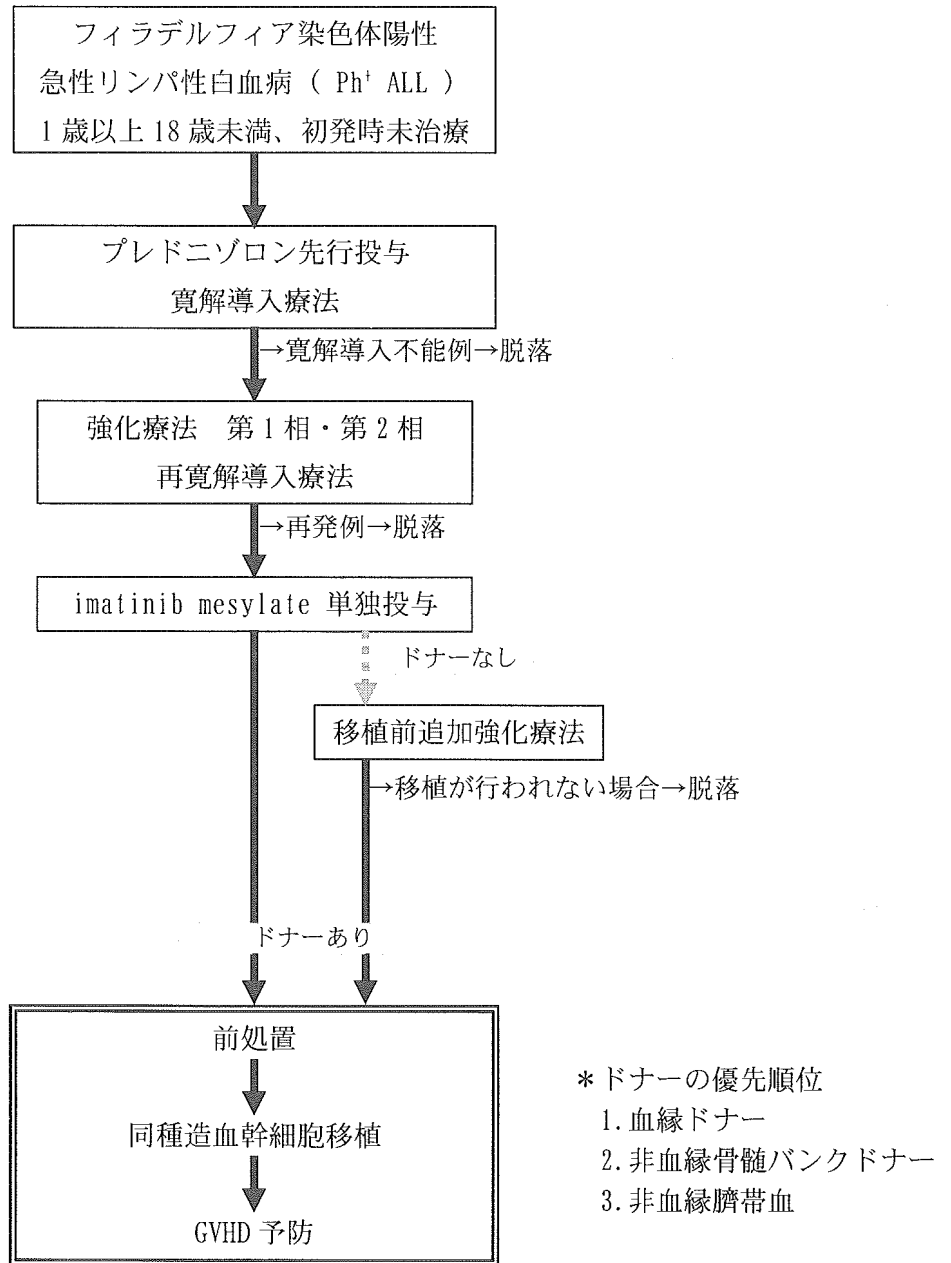 フィラデルフィア染色体陽性
急性リンパ性白血病 ( Ph⁺ ALL )
1歳以上18歳未満、初発時未治療
プレドニゾロン先行投与
寛解導入療法
→寛解導入不能例→脱落
強化療法 第1相・第2相
再寛解導入療法
→再発例→脱落
imatinib mesylate 単独投与
ドナーなし
移植前追加強化療法
→移植が行われない場合→脱落
ドナーあり
前処置
同種造血幹細胞移植
GVHD 予防
*ドナーの優先順位
1.血縁ドナー
2.非血縁骨髄バンクドナー
3.非血縁臍帯血